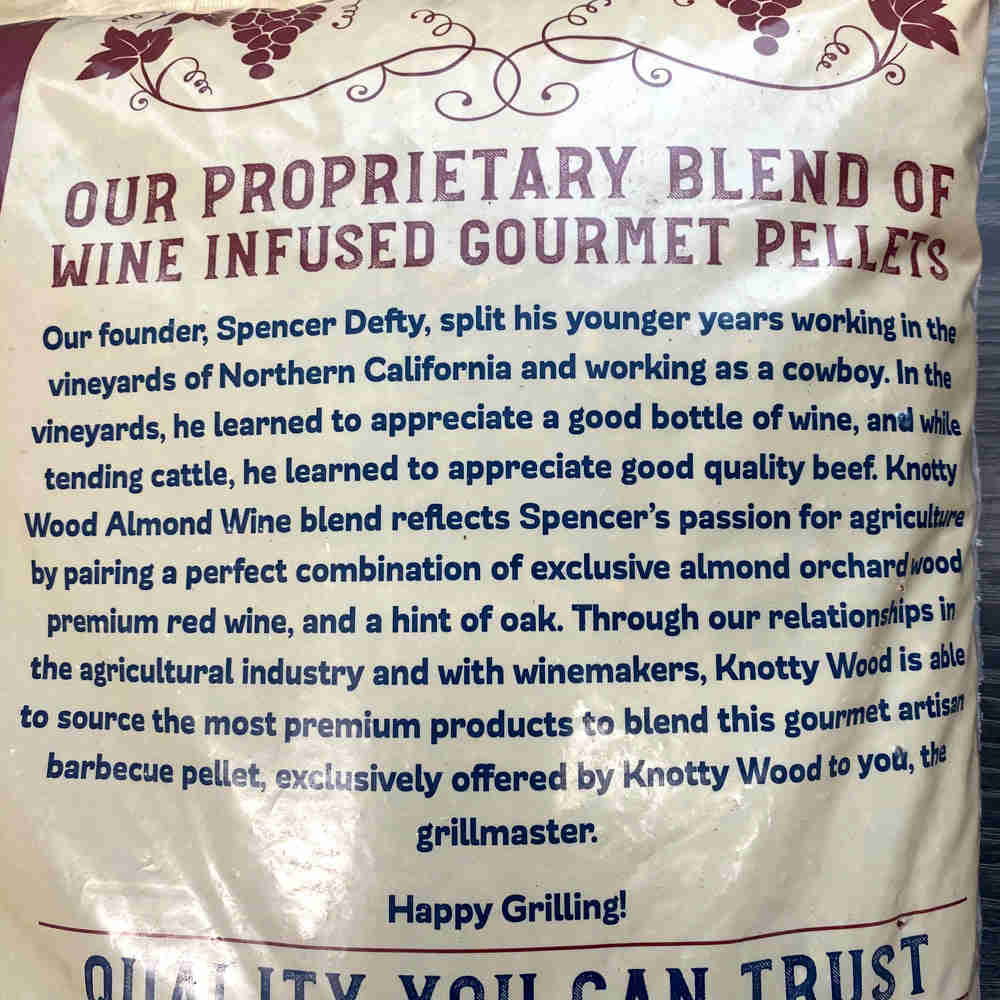 OUR PROPRIETARY BLEND OF
WINE INFUSED GOURMET PELLETS
Our founder, Spencer Defty, split his younger years working in the
vineyards of Northern California and working as a cowboy. In the
vineyards, he learned to appreciate a good bottle of wine, and while
tending cattle, he learned to appreciate good quality beef. Knotty
Wood Almond Wine blend reflects Spencer's passion for agriculture
by pairing a perfect combination of exclusive almond orchard wood
premium red wine, and a hint of oak. Through our relationships in
the agricultural industry and with winemakers, Knotty Wood is able
to source the most premium products to blend this gourmet artisan
barbecue pellet, exclusively offered by Knotty Wood to you, the
grillmaster.
Happy Grilling!
QUALITY YOU CAN TRUST